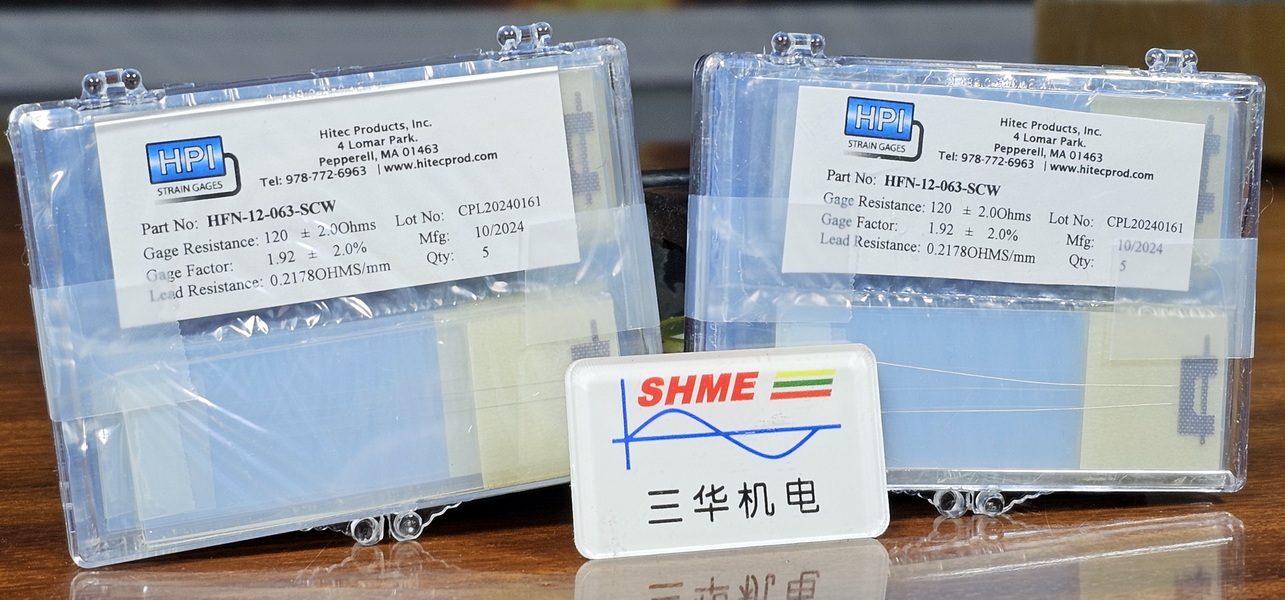 HPI
STRAIN GAGES
Hitec Products, Inc.
4 Lomar Park.
Pepperell, MA 01463
Tel: 978-772-6963 | www.hitecprod.com
Part No: HFN-12-063-SCW
Gage Resistance: 120 ± 2.0Ohms Lot No: CPL20240161
Gage Factor: 1.92 ± 2.0% Mfg: 10/2024
Lead Resistance: 0.2178OHMS/mm Qty: 5
HPI
STRAIN GAGES
Hitec Products, Inc.
4 Lomar Park.
Pepperell, MA 01463
Tel: 978-772-6963 | www.hitecprod.com
Part No: HFN-12-063-SCW
Gage Resistance: 120 ± 2.0Ohms Lot No: CPL20240161
Gage Factor: 1.92 ± 2.0% Mfg: 10/2024
Lead Resistance: 0.2178OHMS/mm Qty: 5
SHME
三华机电